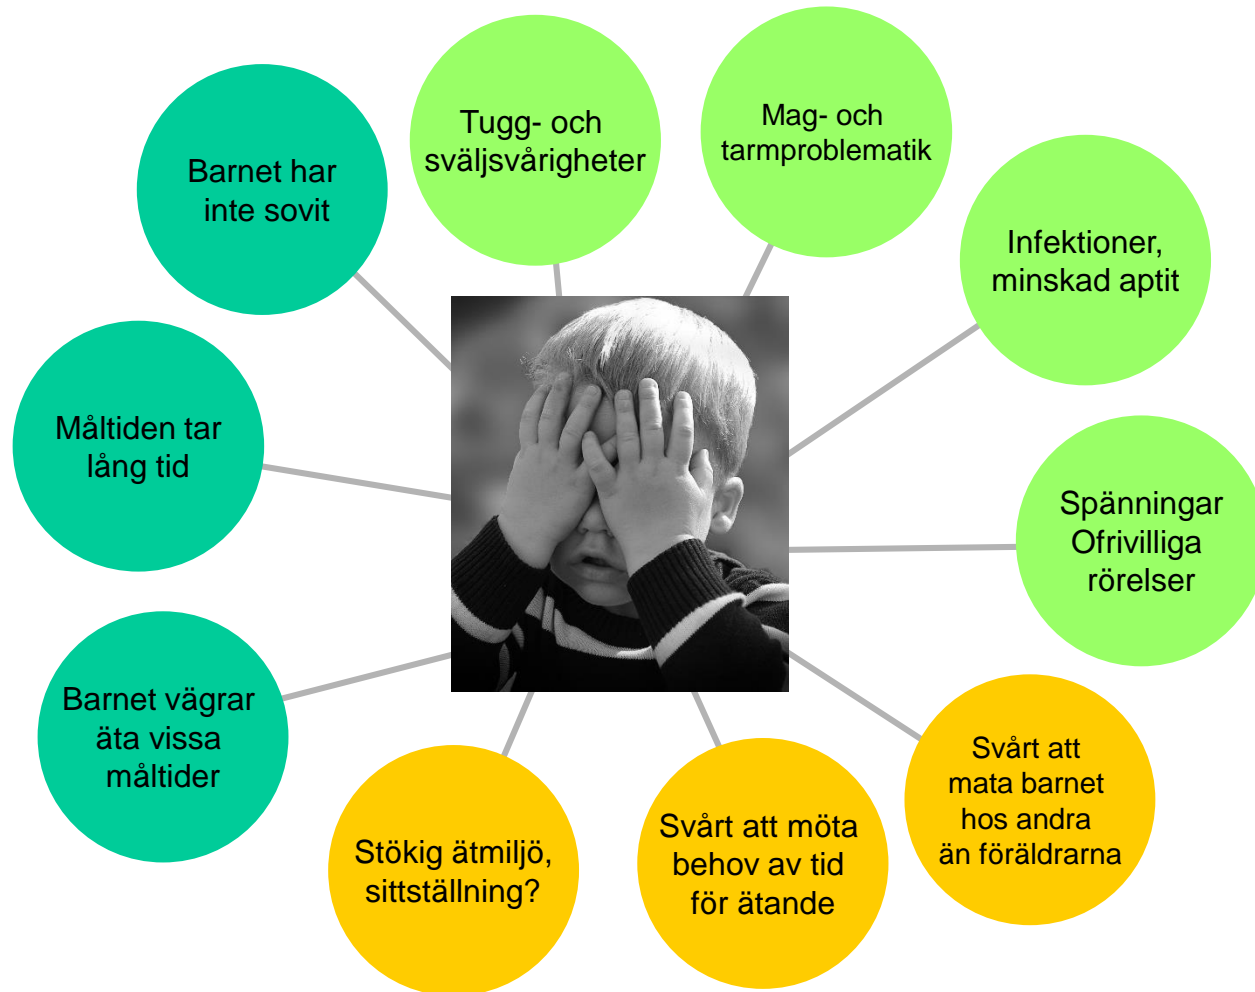 Tugg- och
sväljsvårigheter
Mag- och
tarmproblematik
Barnet har
inte sovit
Infektioner,
minskad aptit
Måltiden tar
lång tid
Spänningar
Ofrivilliga
rörelser
Barnet vägrar
äta vissa
måltider
Svårt att
mata barnet
hos andra
än föräldrarna
Stökig ätmiljö,
sittställning?
Svårt att möta
behov av tid
för ätande